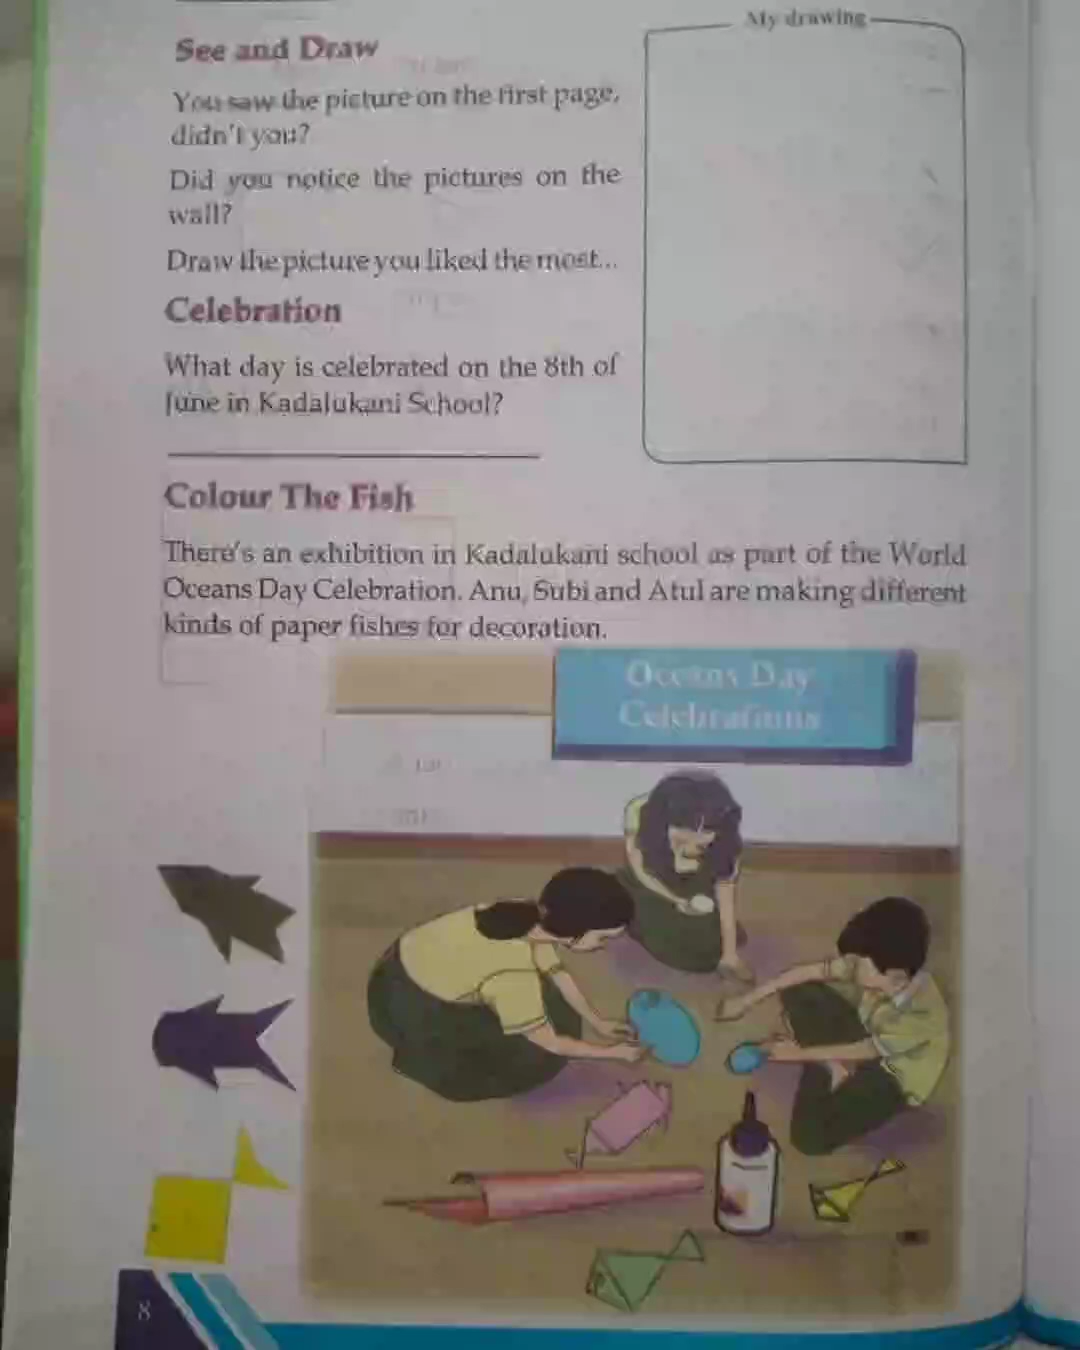 My drawing
See and Draw
You saw the picture on the first page,
didn't you?
Did you notice the pictures on the
wall?
Draw the picture you liked the most...
Celebration
What day is celebrated on the 8th of
June in Kadalukani School?
Colour The Fish
There's an exhibition in Kadalukani school as part of the World
Oceans Day Celebration. Anu, Subi and Atul are making different
kinds of paper fishes for decoration.
Oceans Day
Celebrations
8